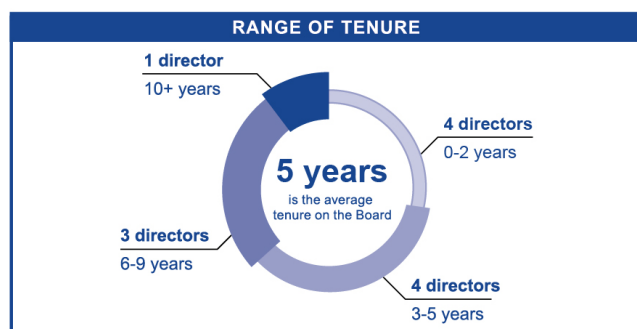 RANGE OF TENURE
1 director
10+ years
4 directors
0-2 years
5 years
is the average
tenure on the Board
3 directors
6-9 years
4 directors
3-5 years